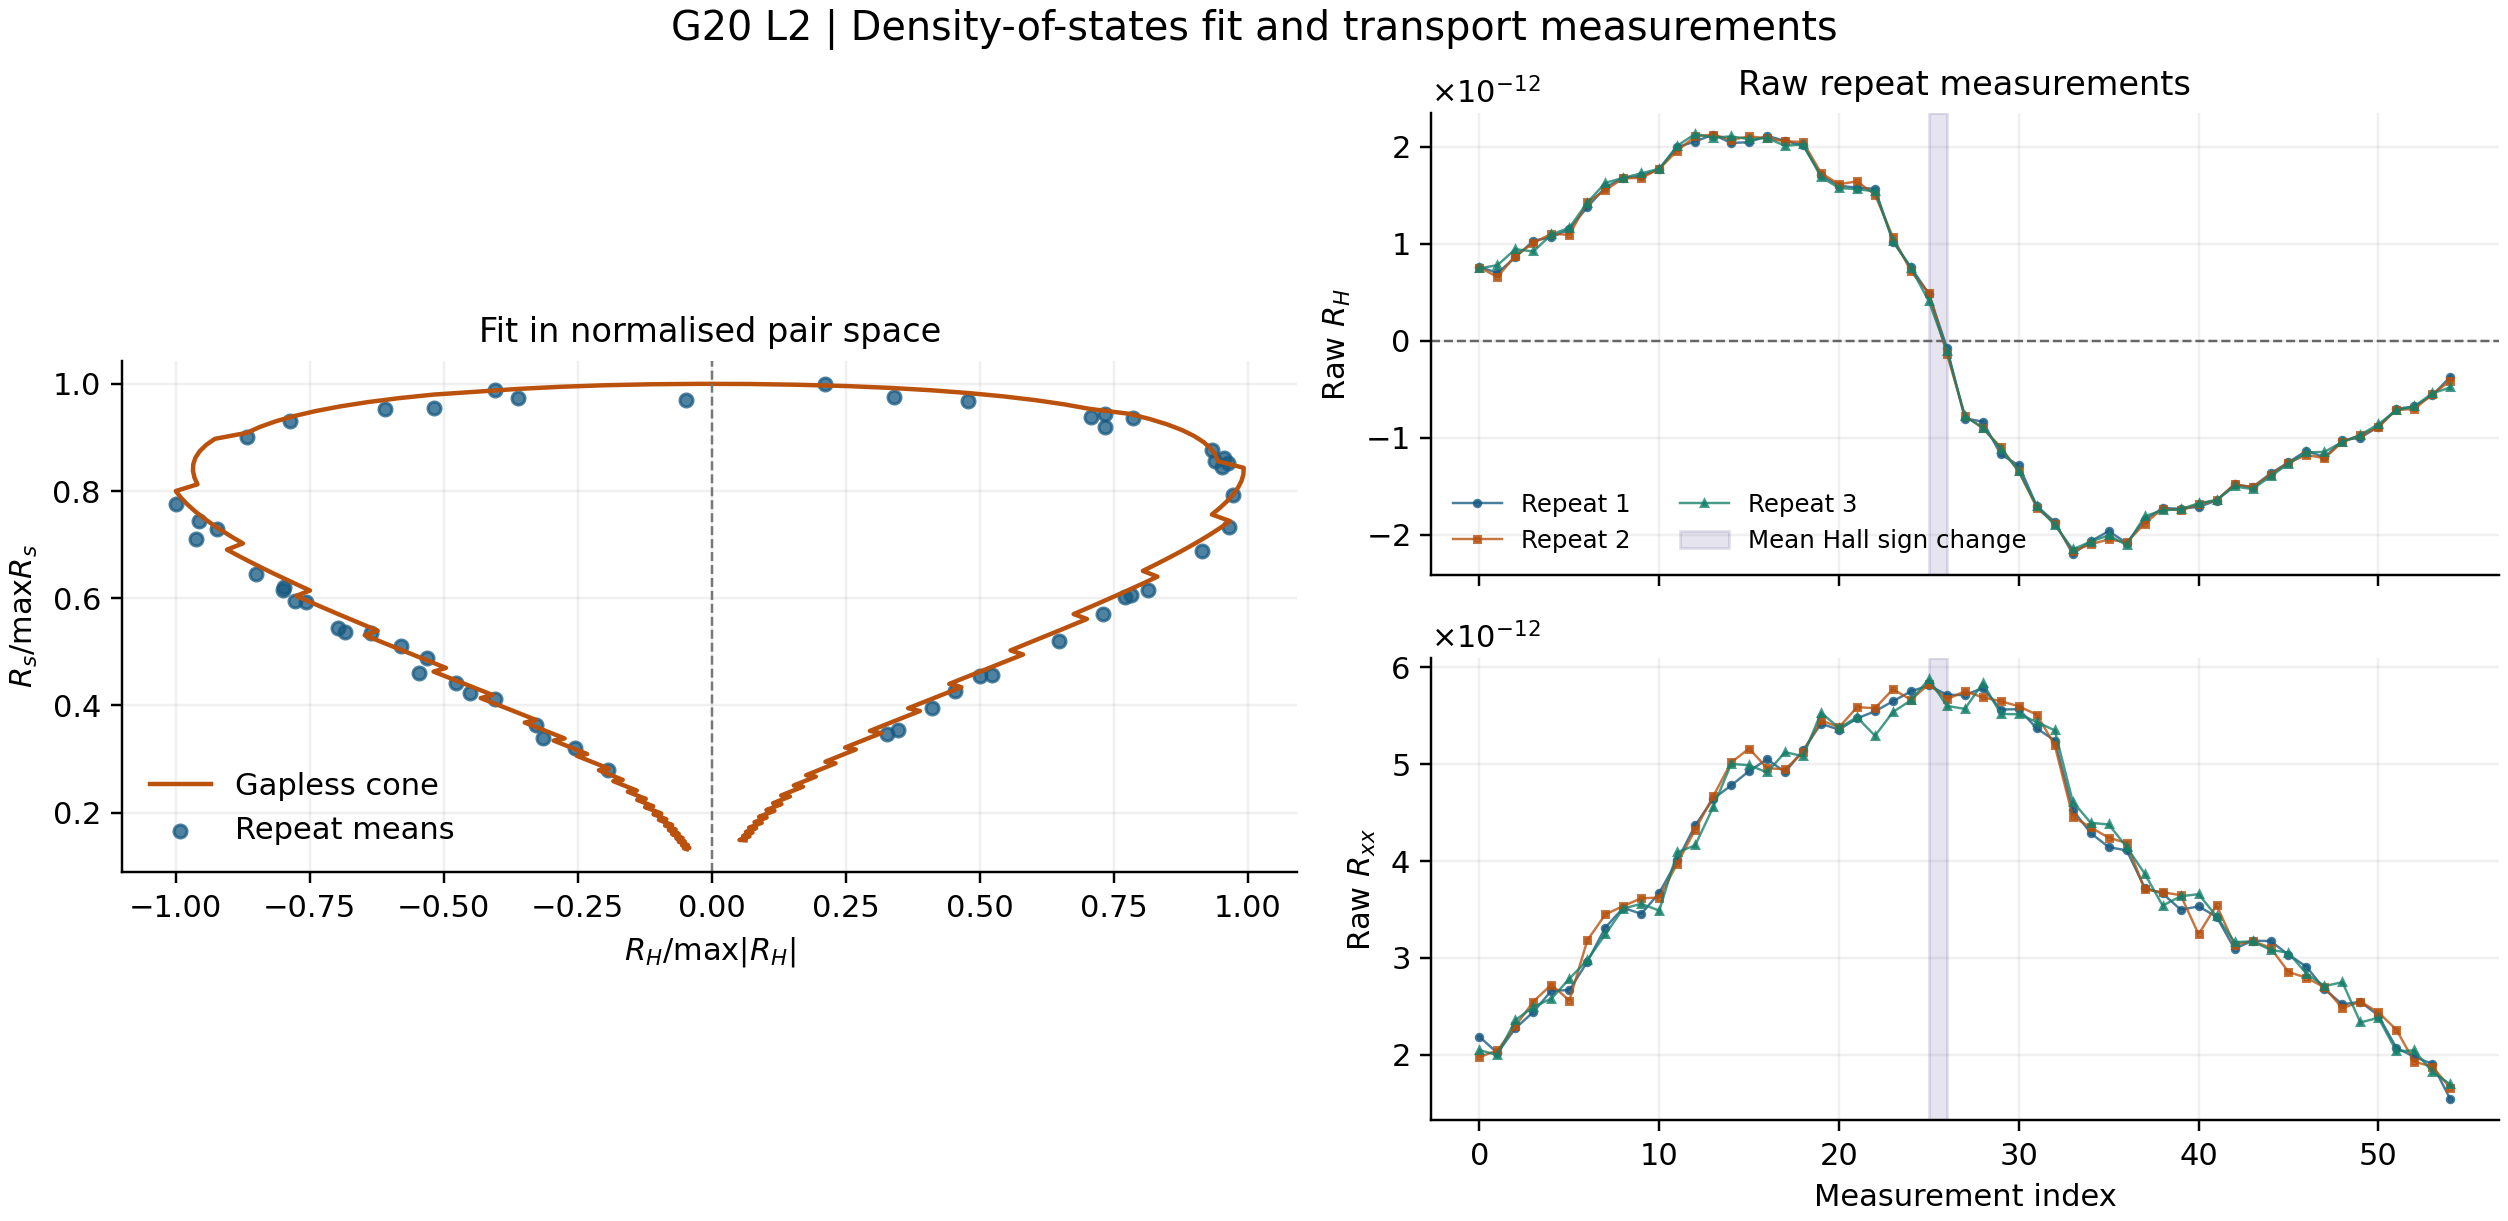 G20 L2 | Density-of-states fit and transport measurements
Fit in normalised pair space
1.0
0.8
0.6
0.4
0.2
R_s/maxR_s
Gapless cone
Repeat means
−1.00 −0.75 −0.50 −0.25 0.00 0.25 0.50 0.75 1.00
R_H/max|R_H|
Raw repeat measurements
×10⁻¹²
2
1
0
−1
−2
Raw R_H
Repeat 1 Repeat 3
Repeat 2 Mean Hall sign change
×10⁻¹²
6
5
4
3
2
Raw R_xx
0 10 20 30 40 50
Measurement index